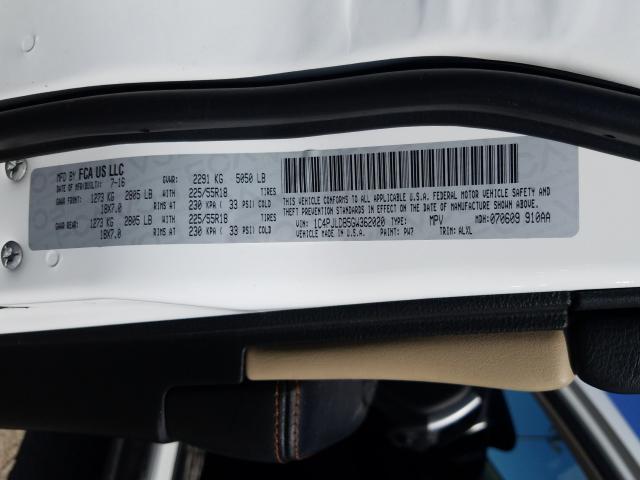 MFD BY FCA US LLC
DATE OF MFR/BUILT: 7-16 GVWR: 2291 KG 5050 LB
GAWR FRONT: 1273 KG 2805 LB WITH 225/55R18 TIRES
18X7.0 RIMS AT 230 KPA ( 33 PSI) COLD
GAWR REAR: 1273 KG 2805 LB WITH 225/55R18 TIRES
18X7.0 RIMS AT 230 KPA ( 33 PSI) COLD
THIS VEHICLE CONFORMS TO ALL APPLICABLE U.S.A. FEDERAL MOTOR VEHICLE SAFETY AND
THEFT PREVENTION STANDARDS IN EFFECT ON THE DATE OF MANUFACTURE SHOWN ABOVE.
VIN: 1C4PJLDB5GW362020 TYPE: MPV MDH: 070609 910AA
VEHICLE MADE IN U.S.A. PAINT: PW7 TRIM: ALXL